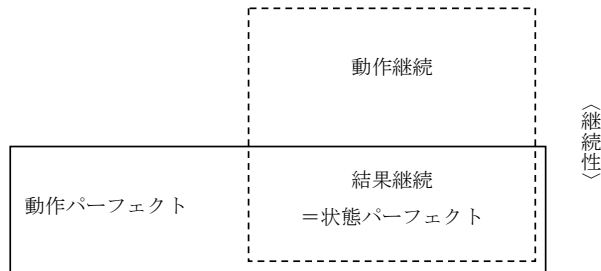 動作継続
〈継続性〉
結果継続
動作パーフェクト
＝状態パーフェクト